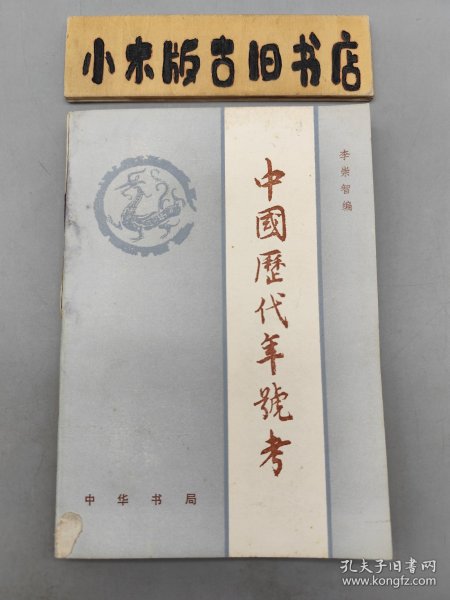 小木版古旧书店
李崇智编
中國歷代年號考
中华书局
孔夫子旧书网
www.kongfz.com